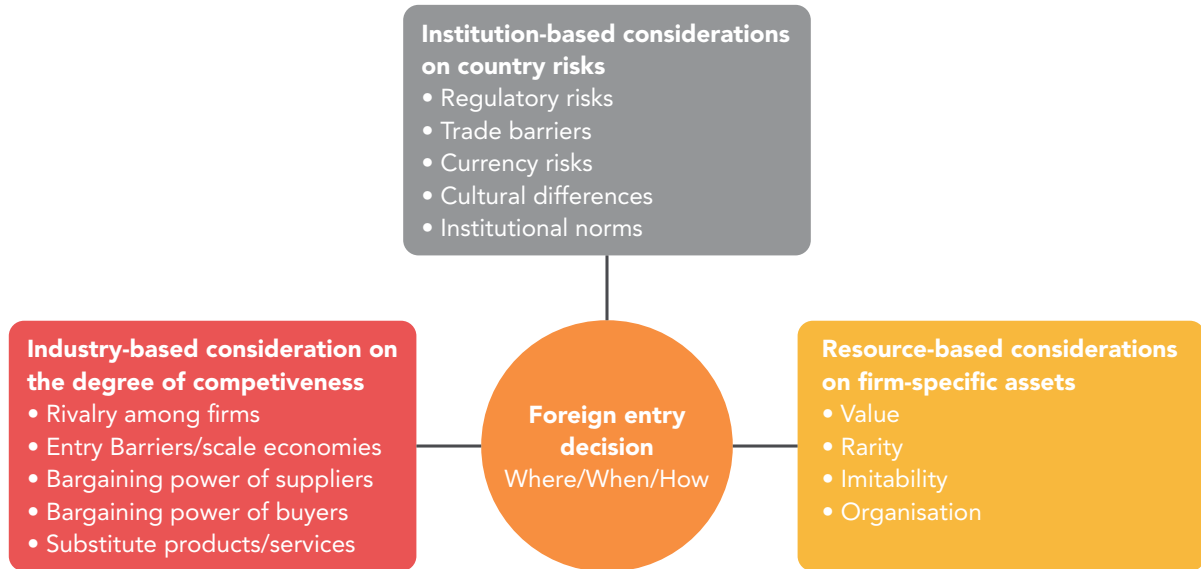 Institution-based considerations
on country risks
• Regulatory risks
• Trade barriers
• Currency risks
• Cultural differences
• Institutional norms
Industry-based consideration on
the degree of competiveness
• Rivalry among firms
• Entry Barriers/scale economies
• Bargaining power of suppliers
• Bargaining power of buyers
• Substitute products/services
Foreign entry
decision
Where/When/How
Resource-based considerations
on firm-specific assets
• Value
• Rarity
• Imitability
• Organisation